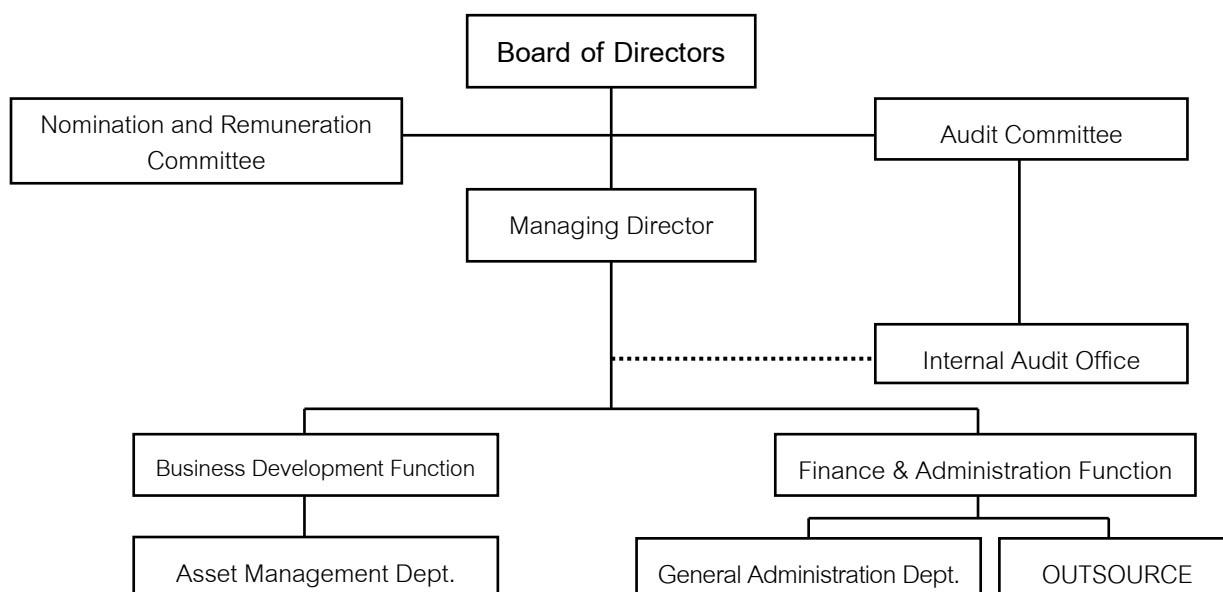 Board of Directors
Nomination and Remuneration
Committee
Audit Committee
Managing Director
Internal Audit Office
Business Development Function
Finance & Administration Function
Asset Management Dept.
General Administration Dept.
OUTSOURCE